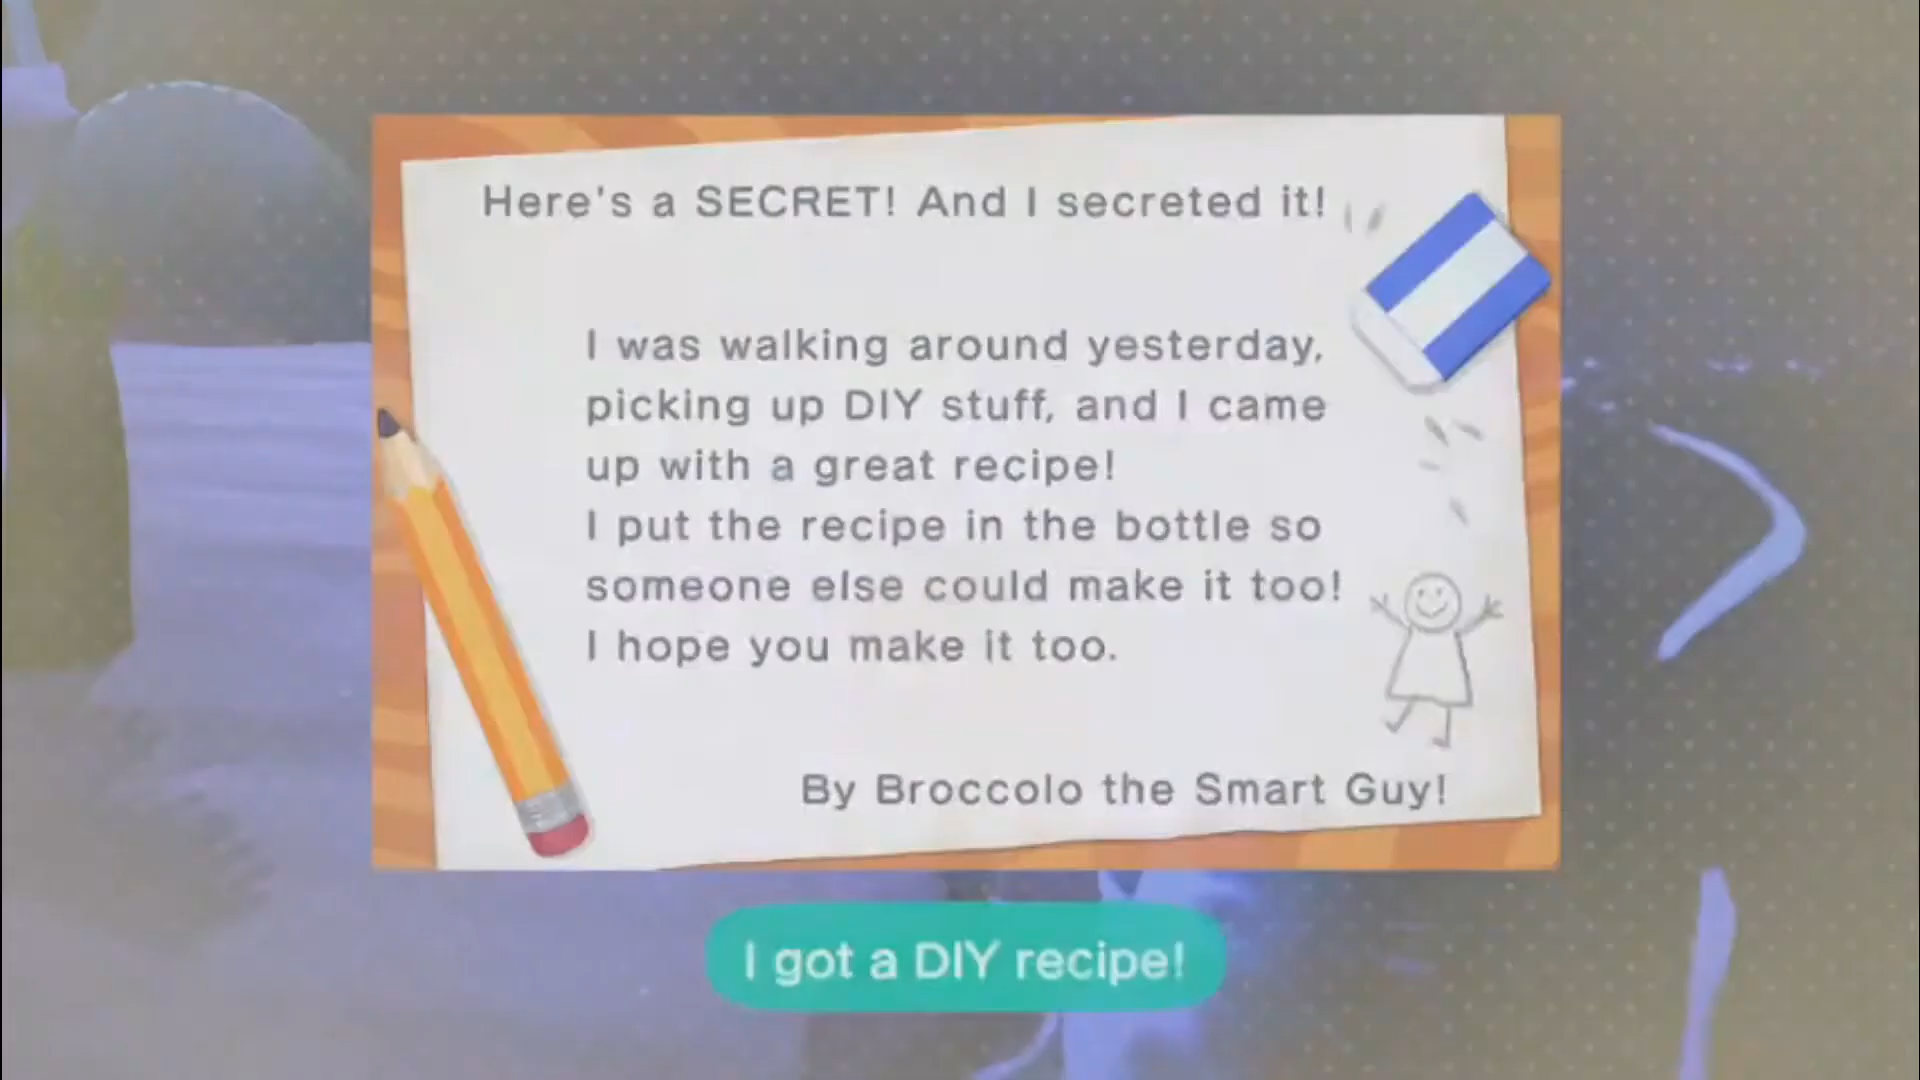 Here's a SECRET! And I secreted it!
I was walking around yesterday,
picking up DIY stuff, and I came
up with a great recipe!
I put the recipe in the bottle so
someone else could make it too!
I hope you make it too.
By Broccolo the Smart Guy!
I got a DIY recipe!